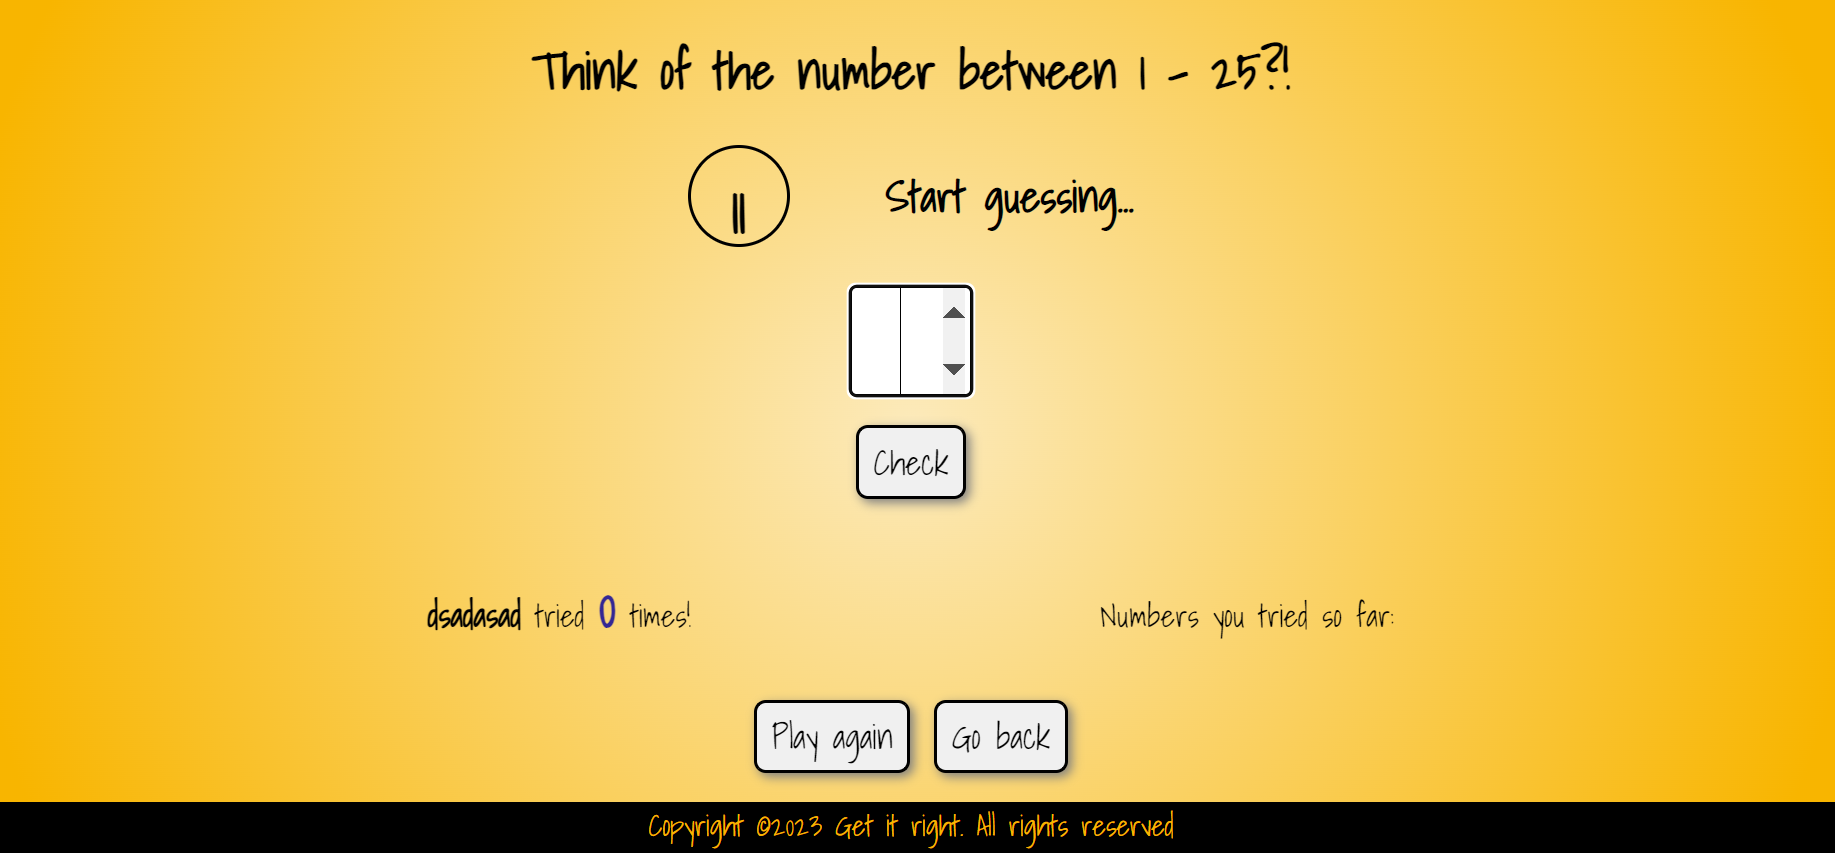 Think of the number between 1 - 25?!
11
Start guessing...
Check
dsadasad tried 0 times!
Numbers you tried so far:
Play again
Go back
Copyright ©2023 Get it right. All rights reserved